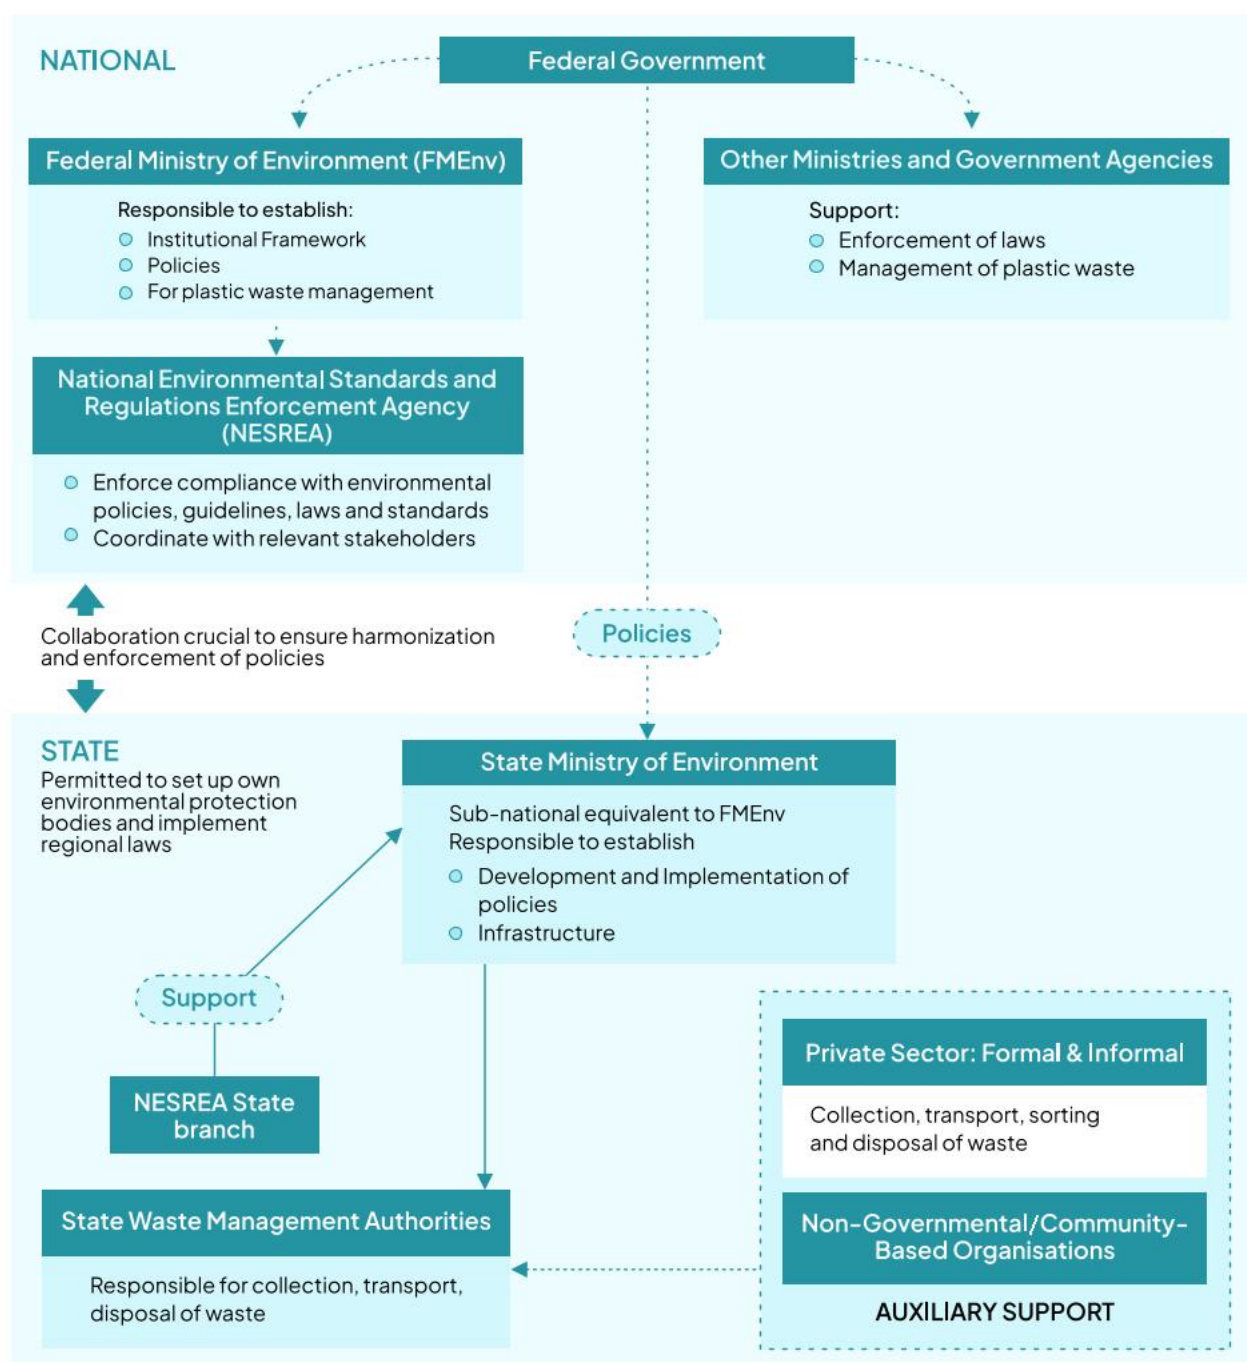 NATIONAL
Federal Government
Federal Ministry of Environment (FMEnv)
Responsible to establish:
Institutional Framework
Policies
For plastic waste management
Other Ministries and Government Agencies
Support:
Enforcement of laws
Management of plastic waste
National Environmental Standards and
Regulations Enforcement Agency
(NESREA)
Enforce compliance with environmental
policies, guidelines, laws and standards
Coordinate with relevant stakeholders
Collaboration crucial to ensure harmonization
and enforcement of policies
Policies
STATE
Permitted to set up own
environmental protection
bodies and implement
regional laws
State Ministry of Environment
Sub-national equivalent to FMEnv
Responsible to establish
Development and Implementation of
policies
Infrastructure
Support
NESREA State
branch
State Waste Management Authorities
Responsible for collection, transport,
disposal of waste
Private Sector: Formal & Informal
Collection, transport, sorting
and disposal of waste
Non-Governmental/Community-
Based Organisations
AUXILIARY SUPPORT